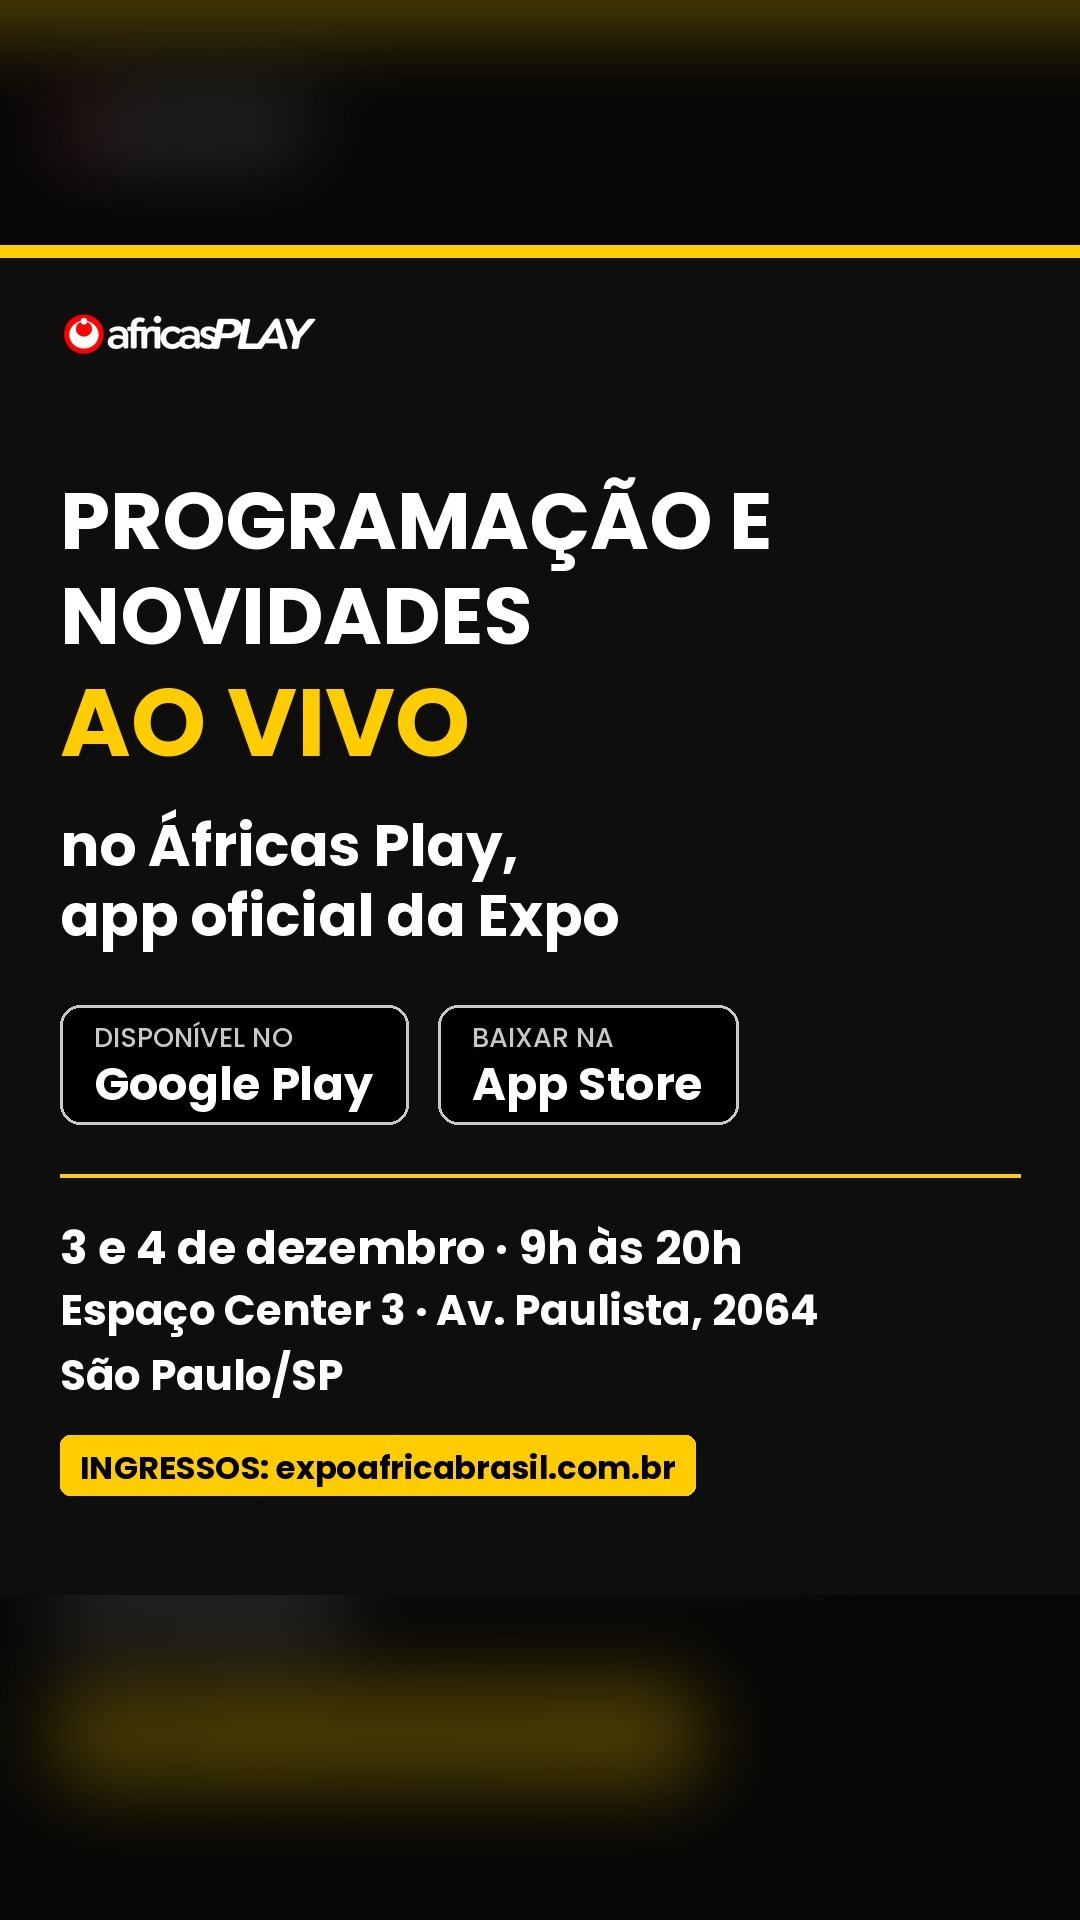 africasPLAY
PROGRAMAÇÃO E
NOVIDADES
AO VIVO
no Áfricas Play,
app oficial da Expo
DISPONÍVEL NO
Google Play
BAIXAR NA
App Store
3 e 4 de dezembro · 9h às 20h
Espaço Center 3 · Av. Paulista, 2064
São Paulo/SP
INGRESSOS: expoafricabrasil.com.br